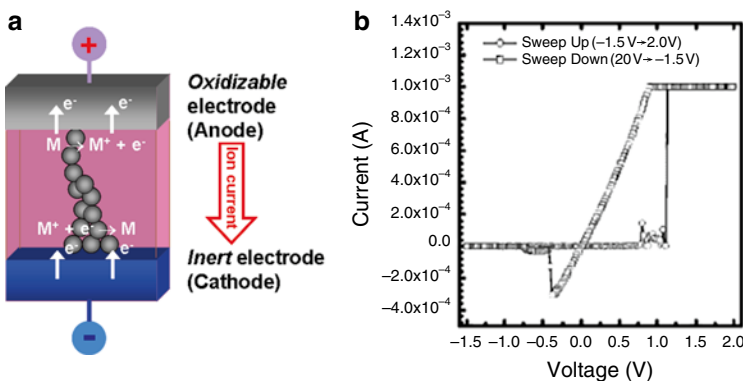 a
+
e⁻ e⁻
M → M⁺ + e⁻
M⁺ + e⁻ → M
e⁻ e⁻
-
Oxidizable
electrode
(Anode)
Ion current
Inert electrode
(Cathode)
b
Current (A)
1.4x10⁻³
1.2x10⁻³
1.0x10⁻³
8.0x10⁻⁴
6.0x10⁻⁴
4.0x10⁻⁴
2.0x10⁻⁴
0.0
−2.0x10⁻⁴
−4.0x10⁻⁴
Sweep Up (−1.5 V→2.0V)
Sweep Down (20 V→ −1.5 V)
−1.5 −1.0 −0.5 0.0 0.5 1.0 1.5 2.0
Voltage (V)